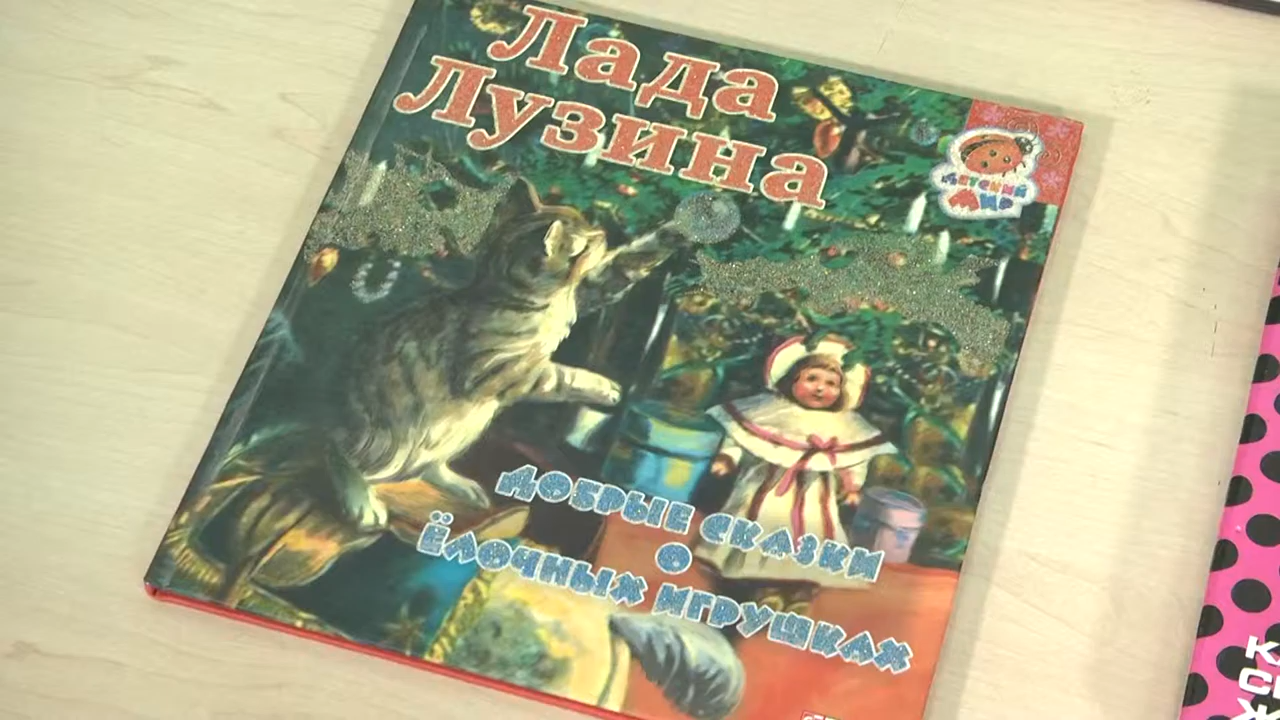 Лада
Лузина
ДЕТСКИЙ
МИР
ДОБРЫЕ СКАЗКИ
О
ЁЛОЧНЫХ ИГРУШКАХ